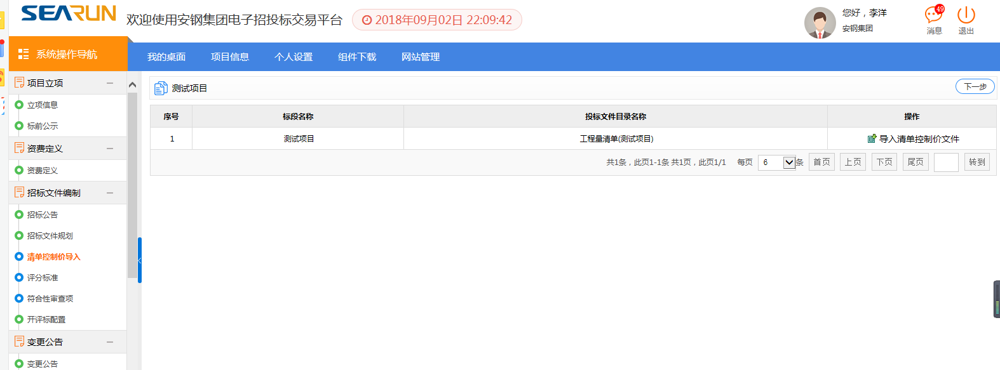 SEARUN
欢迎使用安钢集团电子招投标交易平台
2018年09月02日 22:09:42
您好，李洋
安钢集团
49
消息
退出
系统操作导航
我的桌面 项目信息 个人设置 组件下载 网站管理
项目立项
立项信息
标前公示
资费定义
资费定义
招标文件编制
招标公告
招标文件规划
清单控制价导入
评分标准
符合性审查项
开评标配置
变更公告
变更公告
测试项目
下一步
序号 标段名称 投标文件目录名称 操作
1 测试项目 工程量清单(测试项目) 导入清单控制价文件
共1条，此页1-1条 共1页，此页1/1 每页 6 条 首页 上页 下页 尾页 转到